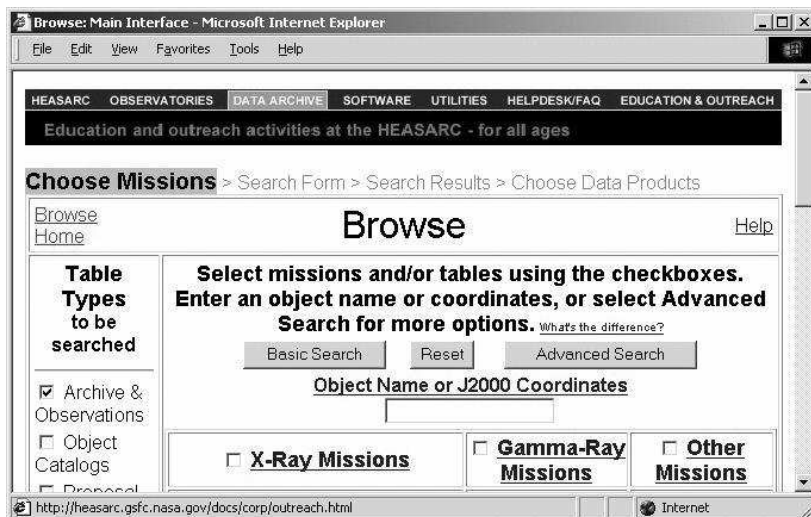 Browse: Main Interface - Microsoft Internet Explorer
File Edit View Favorites Tools Help
HEASARC OBSERVATORIES DATA ARCHIVE SOFTWARE UTILITIES HELPDESK/FAQ EDUCATION & OUTREACH
Education and outreach activities at the HEASARC - for all ages
Choose Missions > Search Form > Search Results > Choose Data Products
Browse
Home
Browse
Help
Table
Types
to be
searched
Archive &
Observations
Object
Catalogs
Proposal
Select missions and/or tables using the checkboxes.
Enter an object name or coordinates, or select Advanced
Search for more options. What's the difference?
Basic Search Reset Advanced Search
Object Name or J2000 Coordinates
X-Ray Missions
Gamma-Ray
Missions
Other
Missions
http://heasarc.gsfc.nasa.gov/docs/corp/outreach.html
Internet